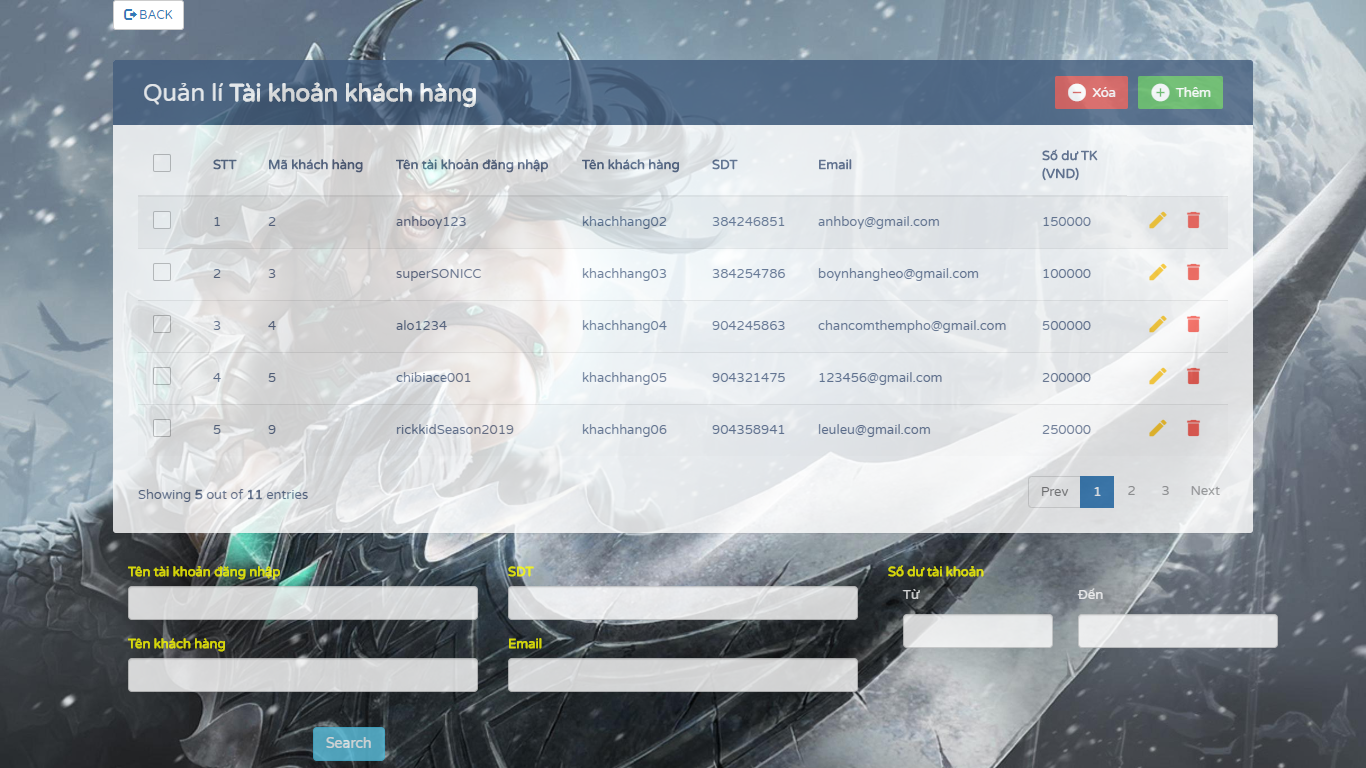 BACK
Quản lí Tài khoản khách hàng
Xóa
Thêm
STT Mã khách hàng Tên tài khoản đăng nhập Tên khách hàng SDT Email Số dư TK (VND)
1 2 anhboy123 khachhang02 384246851 anhboy@gmail.com 150000
2 3 superSONICC khachhang03 384254786 boynhangheo@gmail.com 100000
3 4 alo1234 khachhang04 904245863 chancomthempho@gmail.com 500000
4 5 chibiace001 khachhang05 904321475 123456@gmail.com 200000
5 9 rickkidSeason2019 khachhang06 904358941 leuleu@gmail.com 250000
Showing 5 out of 11 entries
Prev 1 2 3 Next
Tên tài khoản đăng nhập SDT Số dư tài khoản
Từ Đến
Tên khách hàng Email
Search